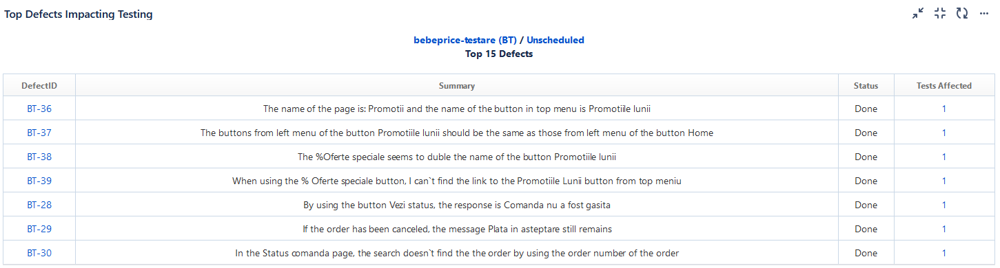 Top Defects Impacting Testing
bebeprice-testare (BT) / Unscheduled
Top 15 Defects
DefectID Summary Status Tests Affected
BT-36 The name of the page is: Promotii and the name of the button in top menu is Promotiile lunii Done 1
BT-37 The buttons from left menu of the button Promotiile lunii should be the same as those from left menu of the button Home Done 1
BT-38 The %Oferte speciale seems to duble the name of the button Promotiile lunii Done 1
BT-39 When using the % Oferte speciale button, I can`t find the link to the Promotiile Lunii button from top meniu Done 1
BT-28 By using the button Vezi status, the response is Comanda nu a fost gasita Done 1
BT-29 If the order has been canceled, the message Plata in asteptare still remains Done 1
BT-30 In the Status comanda page, the search doesn`t find the the order by using the order number of the order Done 1